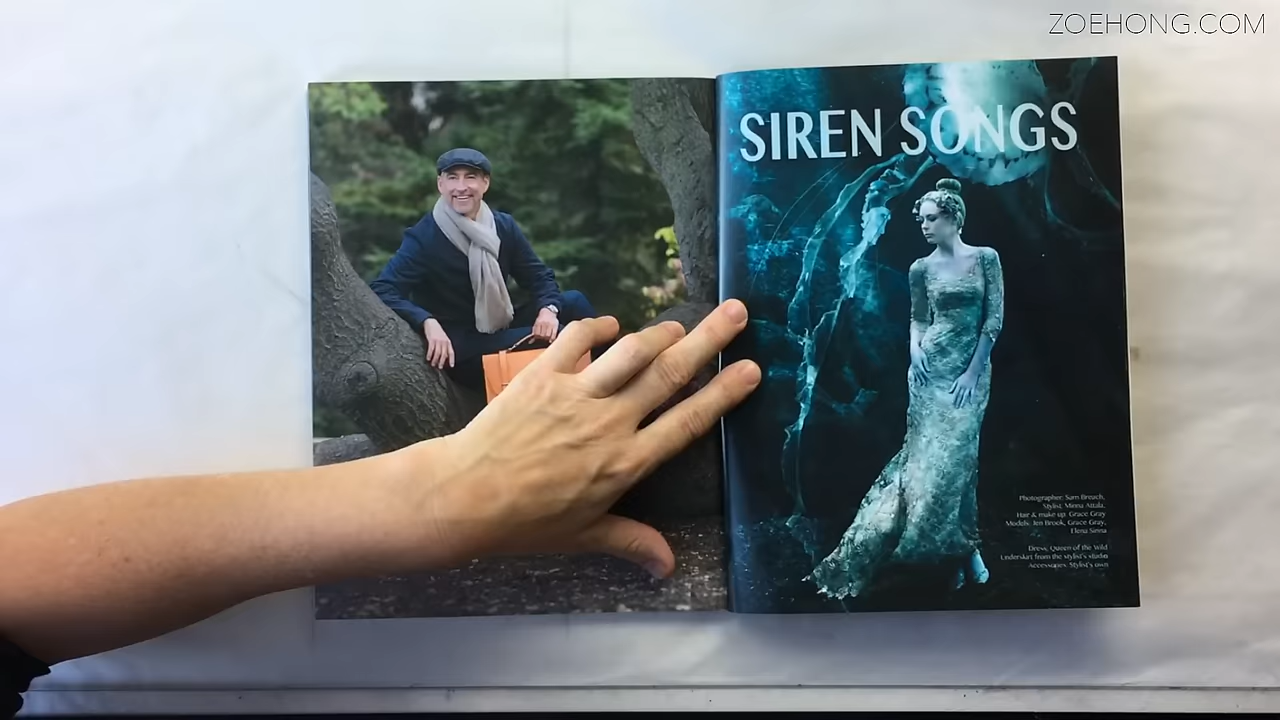 ZOEHONG.COM
SIREN SONGS
Photographer: Sam Breach,
Stylist: Minna Attala,
Hair & make up: Grace Gray
Models: Jen Brook, Grace Gray,
Elena Sinna
Dress: Queen of the Wild
Underskirt from the stylist's studio
Accessories: Stylist's own